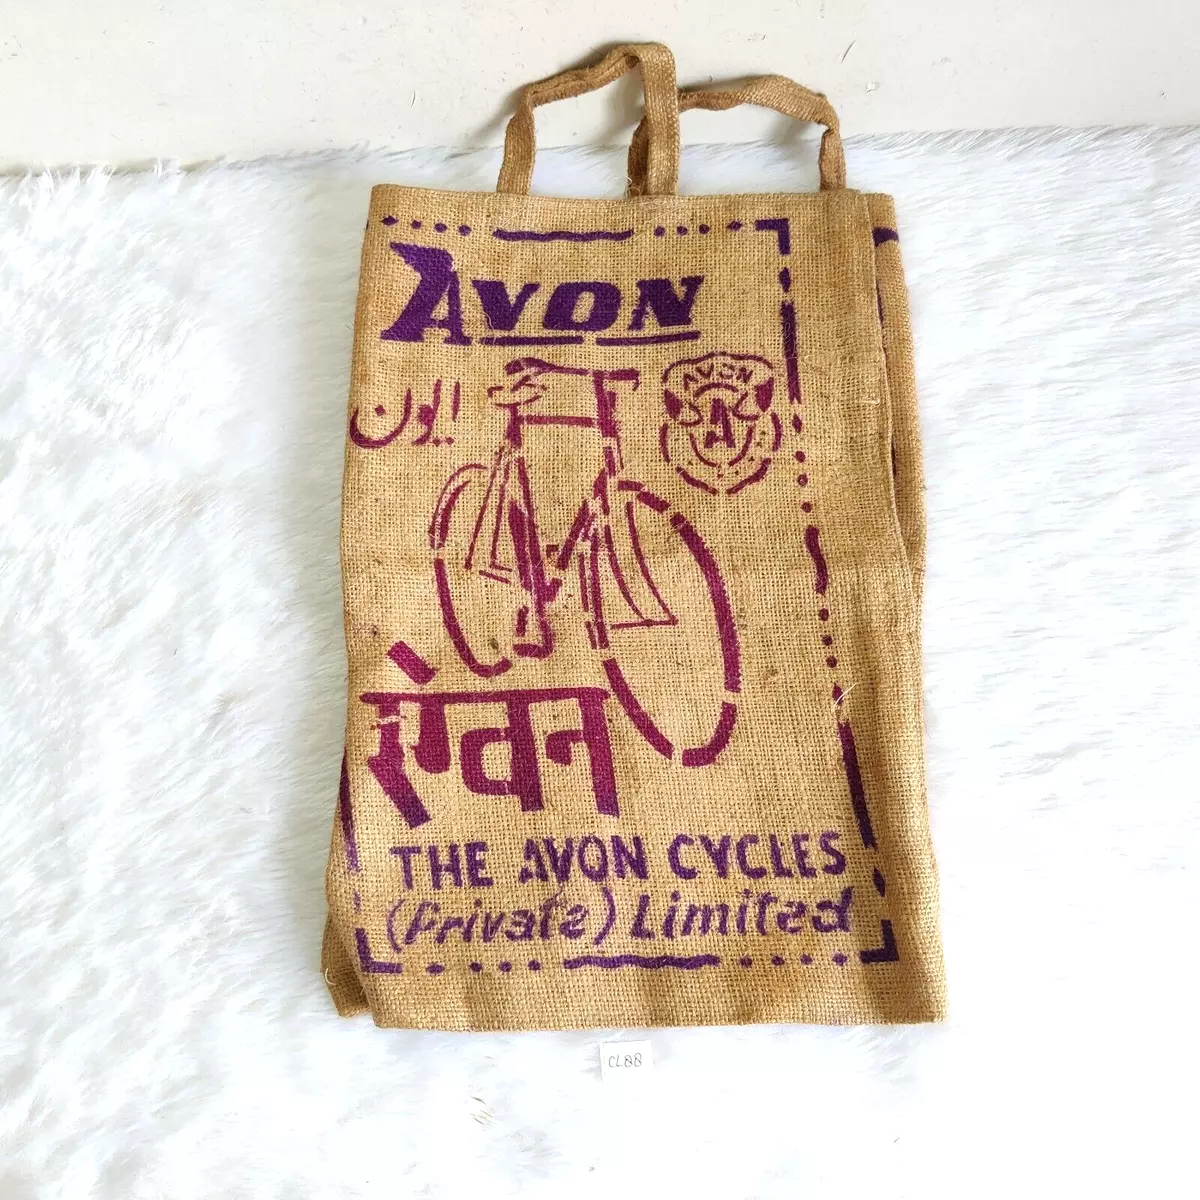 AVON
ایون
AVON
A
ऐवन
THE AVON CYCLES
(Private) Limited
CL88